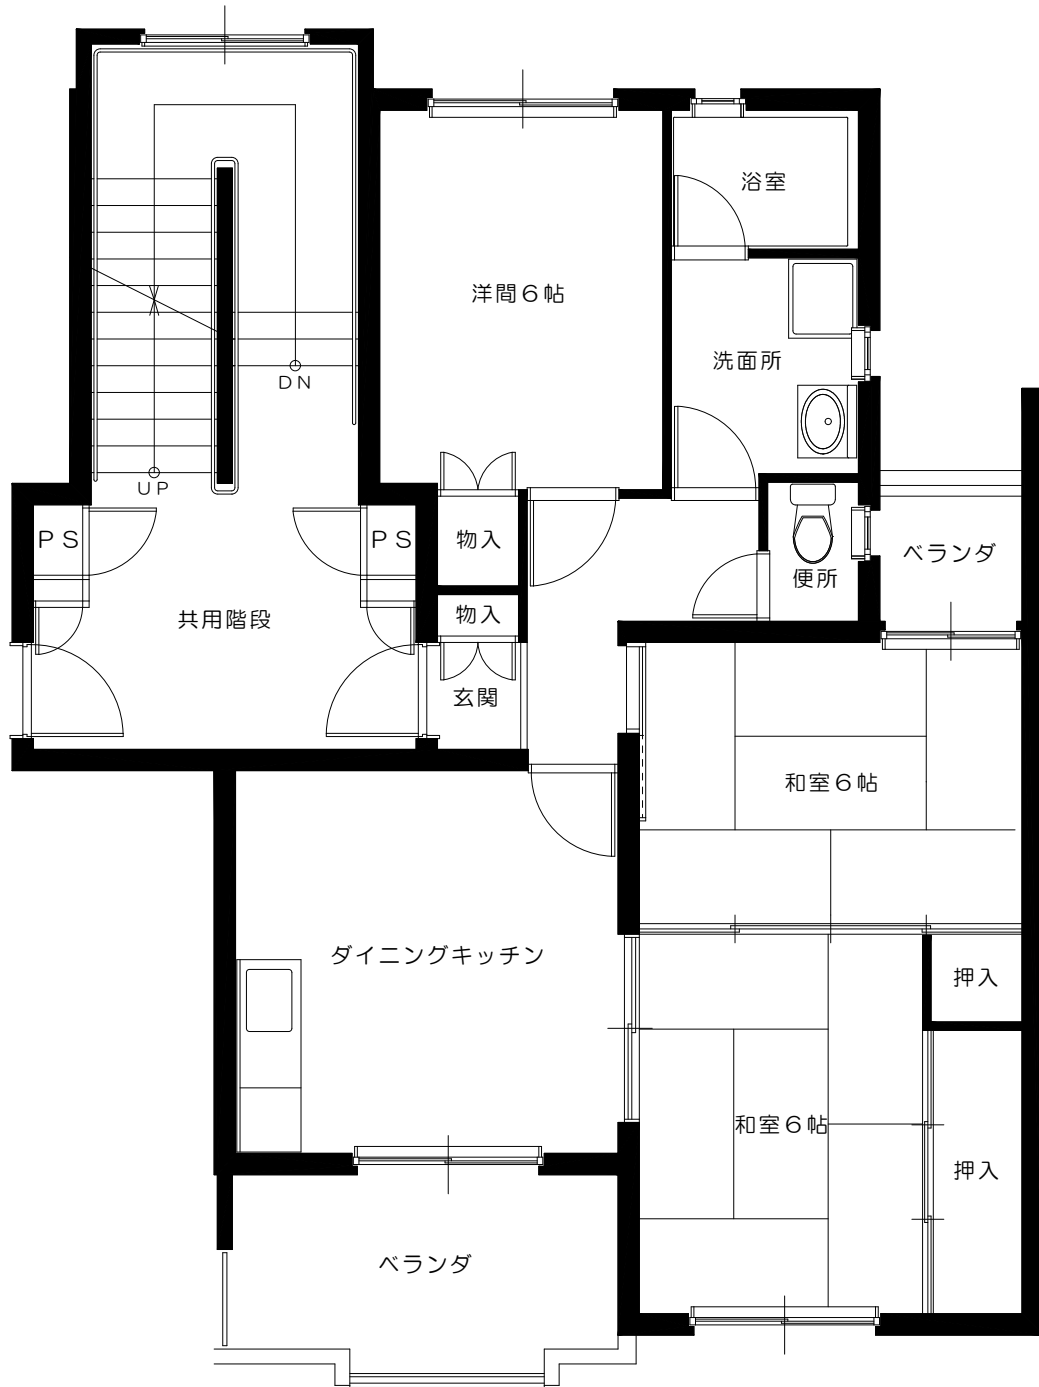 浴室
洋間6帖
洗面所
DN
UP
PS
PS
物入
ベランダ
便所
物入
共用階段
玄関
和室6帖
ダイニングキッチン
押入
和室6帖
押入
ベランダ